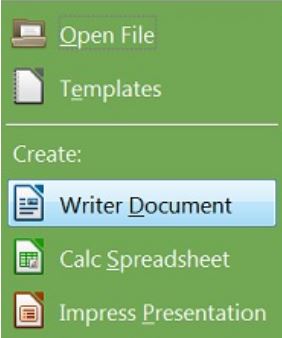 Open File
Templates
Create:
Writer Document
Calc Spreadsheet
Impress Presentation